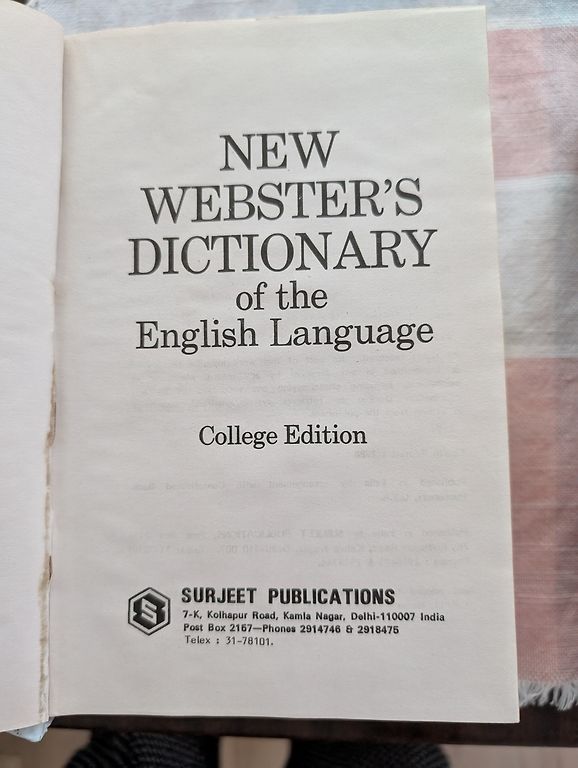 NEW
WEBSTER'S
DICTIONARY
of the
English Language
College Edition
S
SURJEET PUBLICATIONS
7-K, Kolhapur Road, Kamla Nagar, Delhi-110007 India
Post Box 2157—Phones 2914746 & 2918475
Telex : 31-78101.